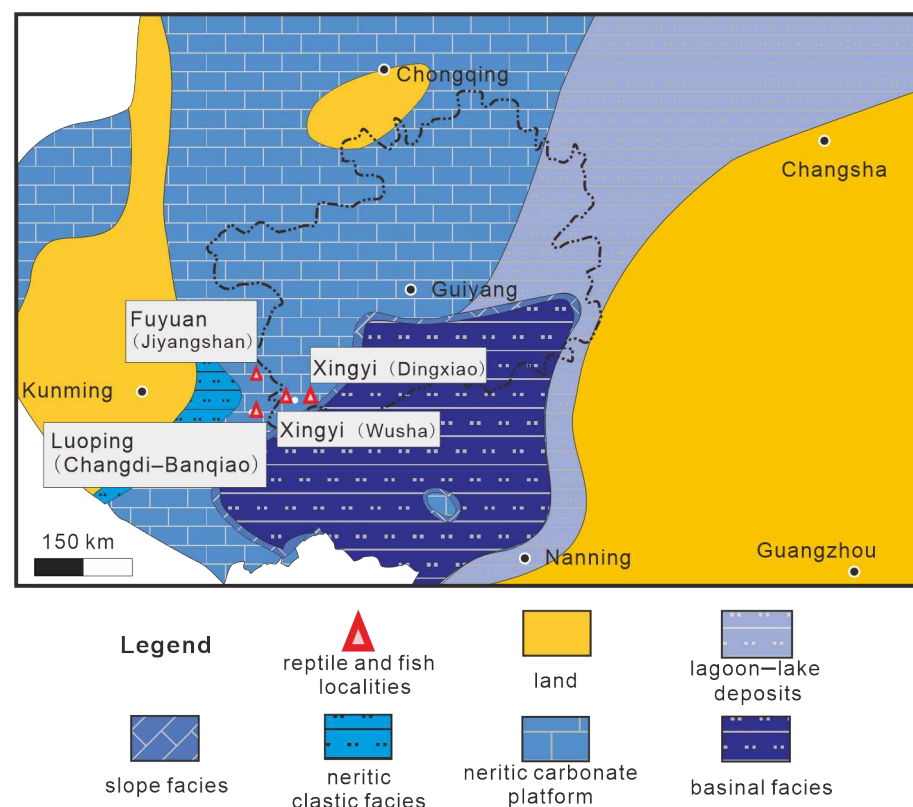 Chongqing
Changsha
Guiyang
Fuyuan
(Jiyangshan)
Xingyi (Dingxiao)
Kunming
Xingyi (Wusha)
Luoping
(Changdi–Banqiao)
150 km
Nanning
Guangzhou
Legend
reptile and fish
localities
land
lagoon–lake
deposits
slope facies
neritic
clastic facies
neritic carbonate
platform
basinal facies